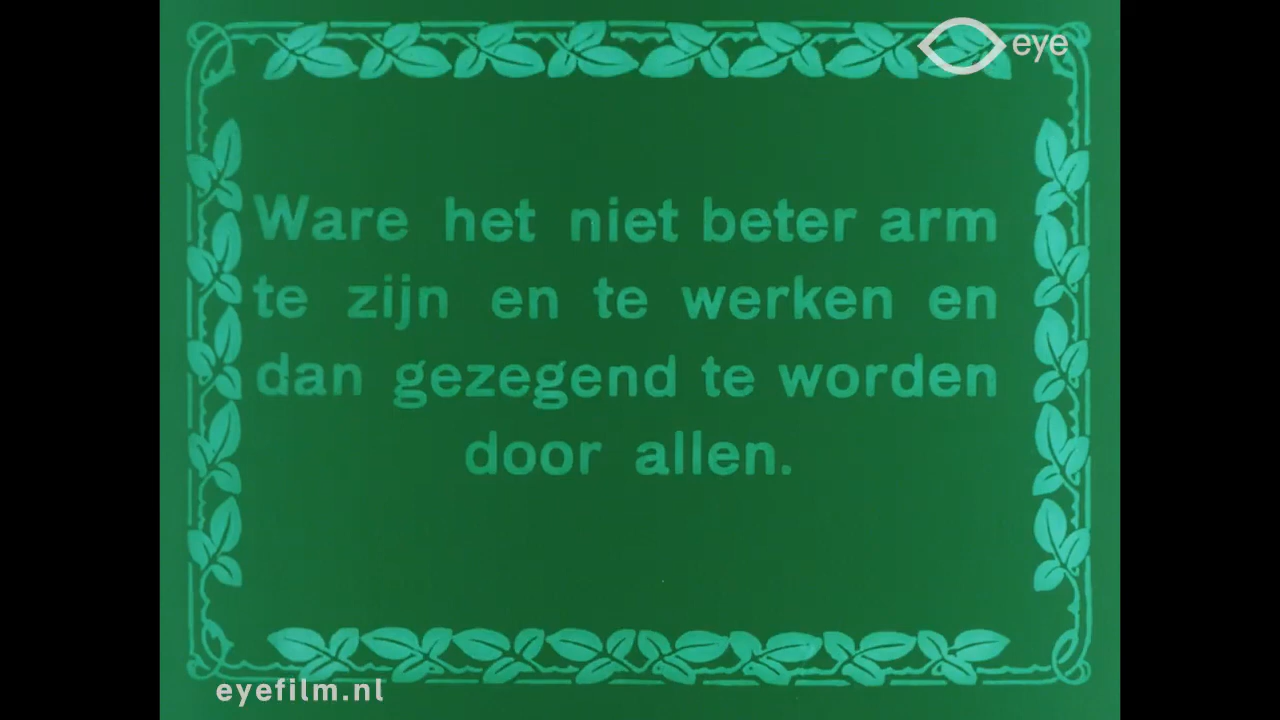 eye
Ware het niet beter arm
te zijn en te werken en
dan gezegend te worden
door allen.
eyefilm.nl